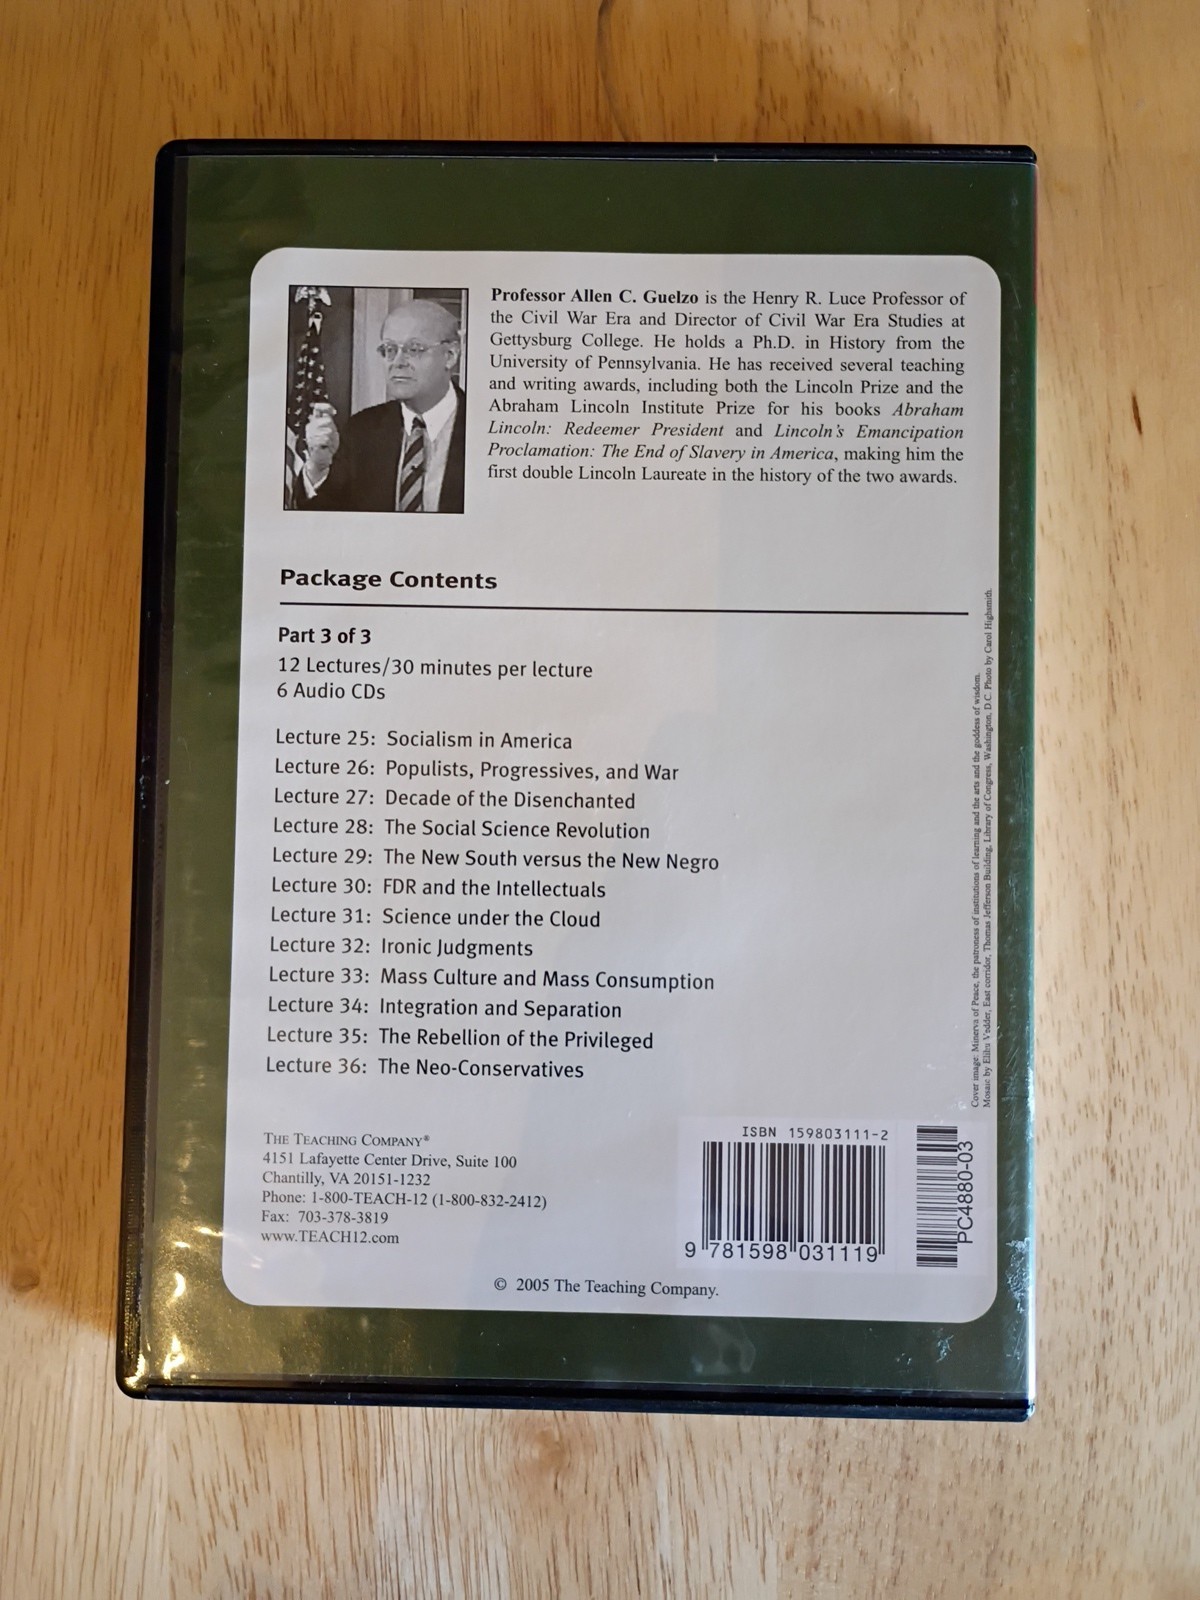 Professor Allen C. Guelzo is the Henry R. Luce Professor of
the Civil War Era and Director of Civil War Era Studies at
Gettysburg College. He holds a Ph.D. in History from the
University of Pennsylvania. He has received several teaching
and writing awards, including both the Lincoln Prize and the
Abraham Lincoln Institute Prize for his books Abraham
Lincoln: Redeemer President and Lincoln's Emancipation
Proclamation: The End of Slavery in America, making him the
first double Lincoln Laureate in the history of the two awards.
Package Contents
Part 3 of 3
12 Lectures/30 minutes per lecture
6 Audio CDs
Lecture 25: Socialism in America
Lecture 26: Populists, Progressives, and War
Lecture 27: Decade of the Disenchanted
Lecture 28: The Social Science Revolution
Lecture 29: The New South versus the New Negro
Lecture 30: FDR and the Intellectuals
Lecture 31: Science under the Cloud
Lecture 32: Ironic Judgments
Lecture 33: Mass Culture and Mass Consumption
Lecture 34: Integration and Separation
Lecture 35: The Rebellion of the Privileged
Lecture 36: The Neo-Conservatives
Cover image: Minerva of Peace, the patroness of institutions of learning and the arts and the goddess of wisdom.
Mosaic by Elihu Vedder, East corridor, Thomas Jefferson Building, Library of Congress, Washington, D.C. Photo by Carol Highsmith.
THE TEACHING COMPANY®
4151 Lafayette Center Drive, Suite 100
Chantilly, VA 20151-1232
Phone: 1-800-TEACH-12 (1-800-832-2412)
Fax: 703-378-3819
www.TEACH12.com
ISBN 159803111-2
9 781598 031119
PC4880-03
© 2005 The Teaching Company.